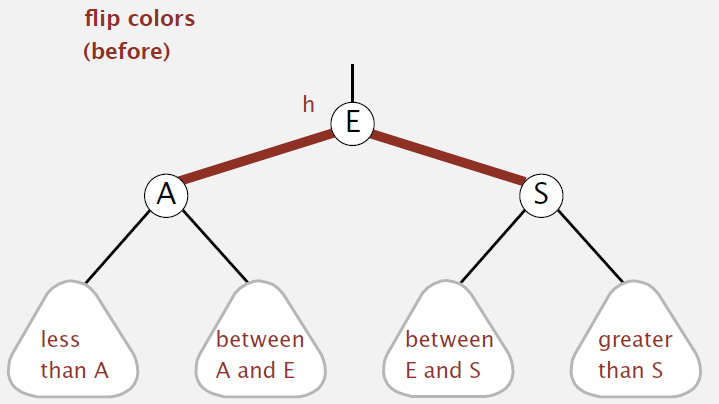 flip colors
(before)
h
E
A
S
less
than A
between
A and E
between
E and S
greater
than S